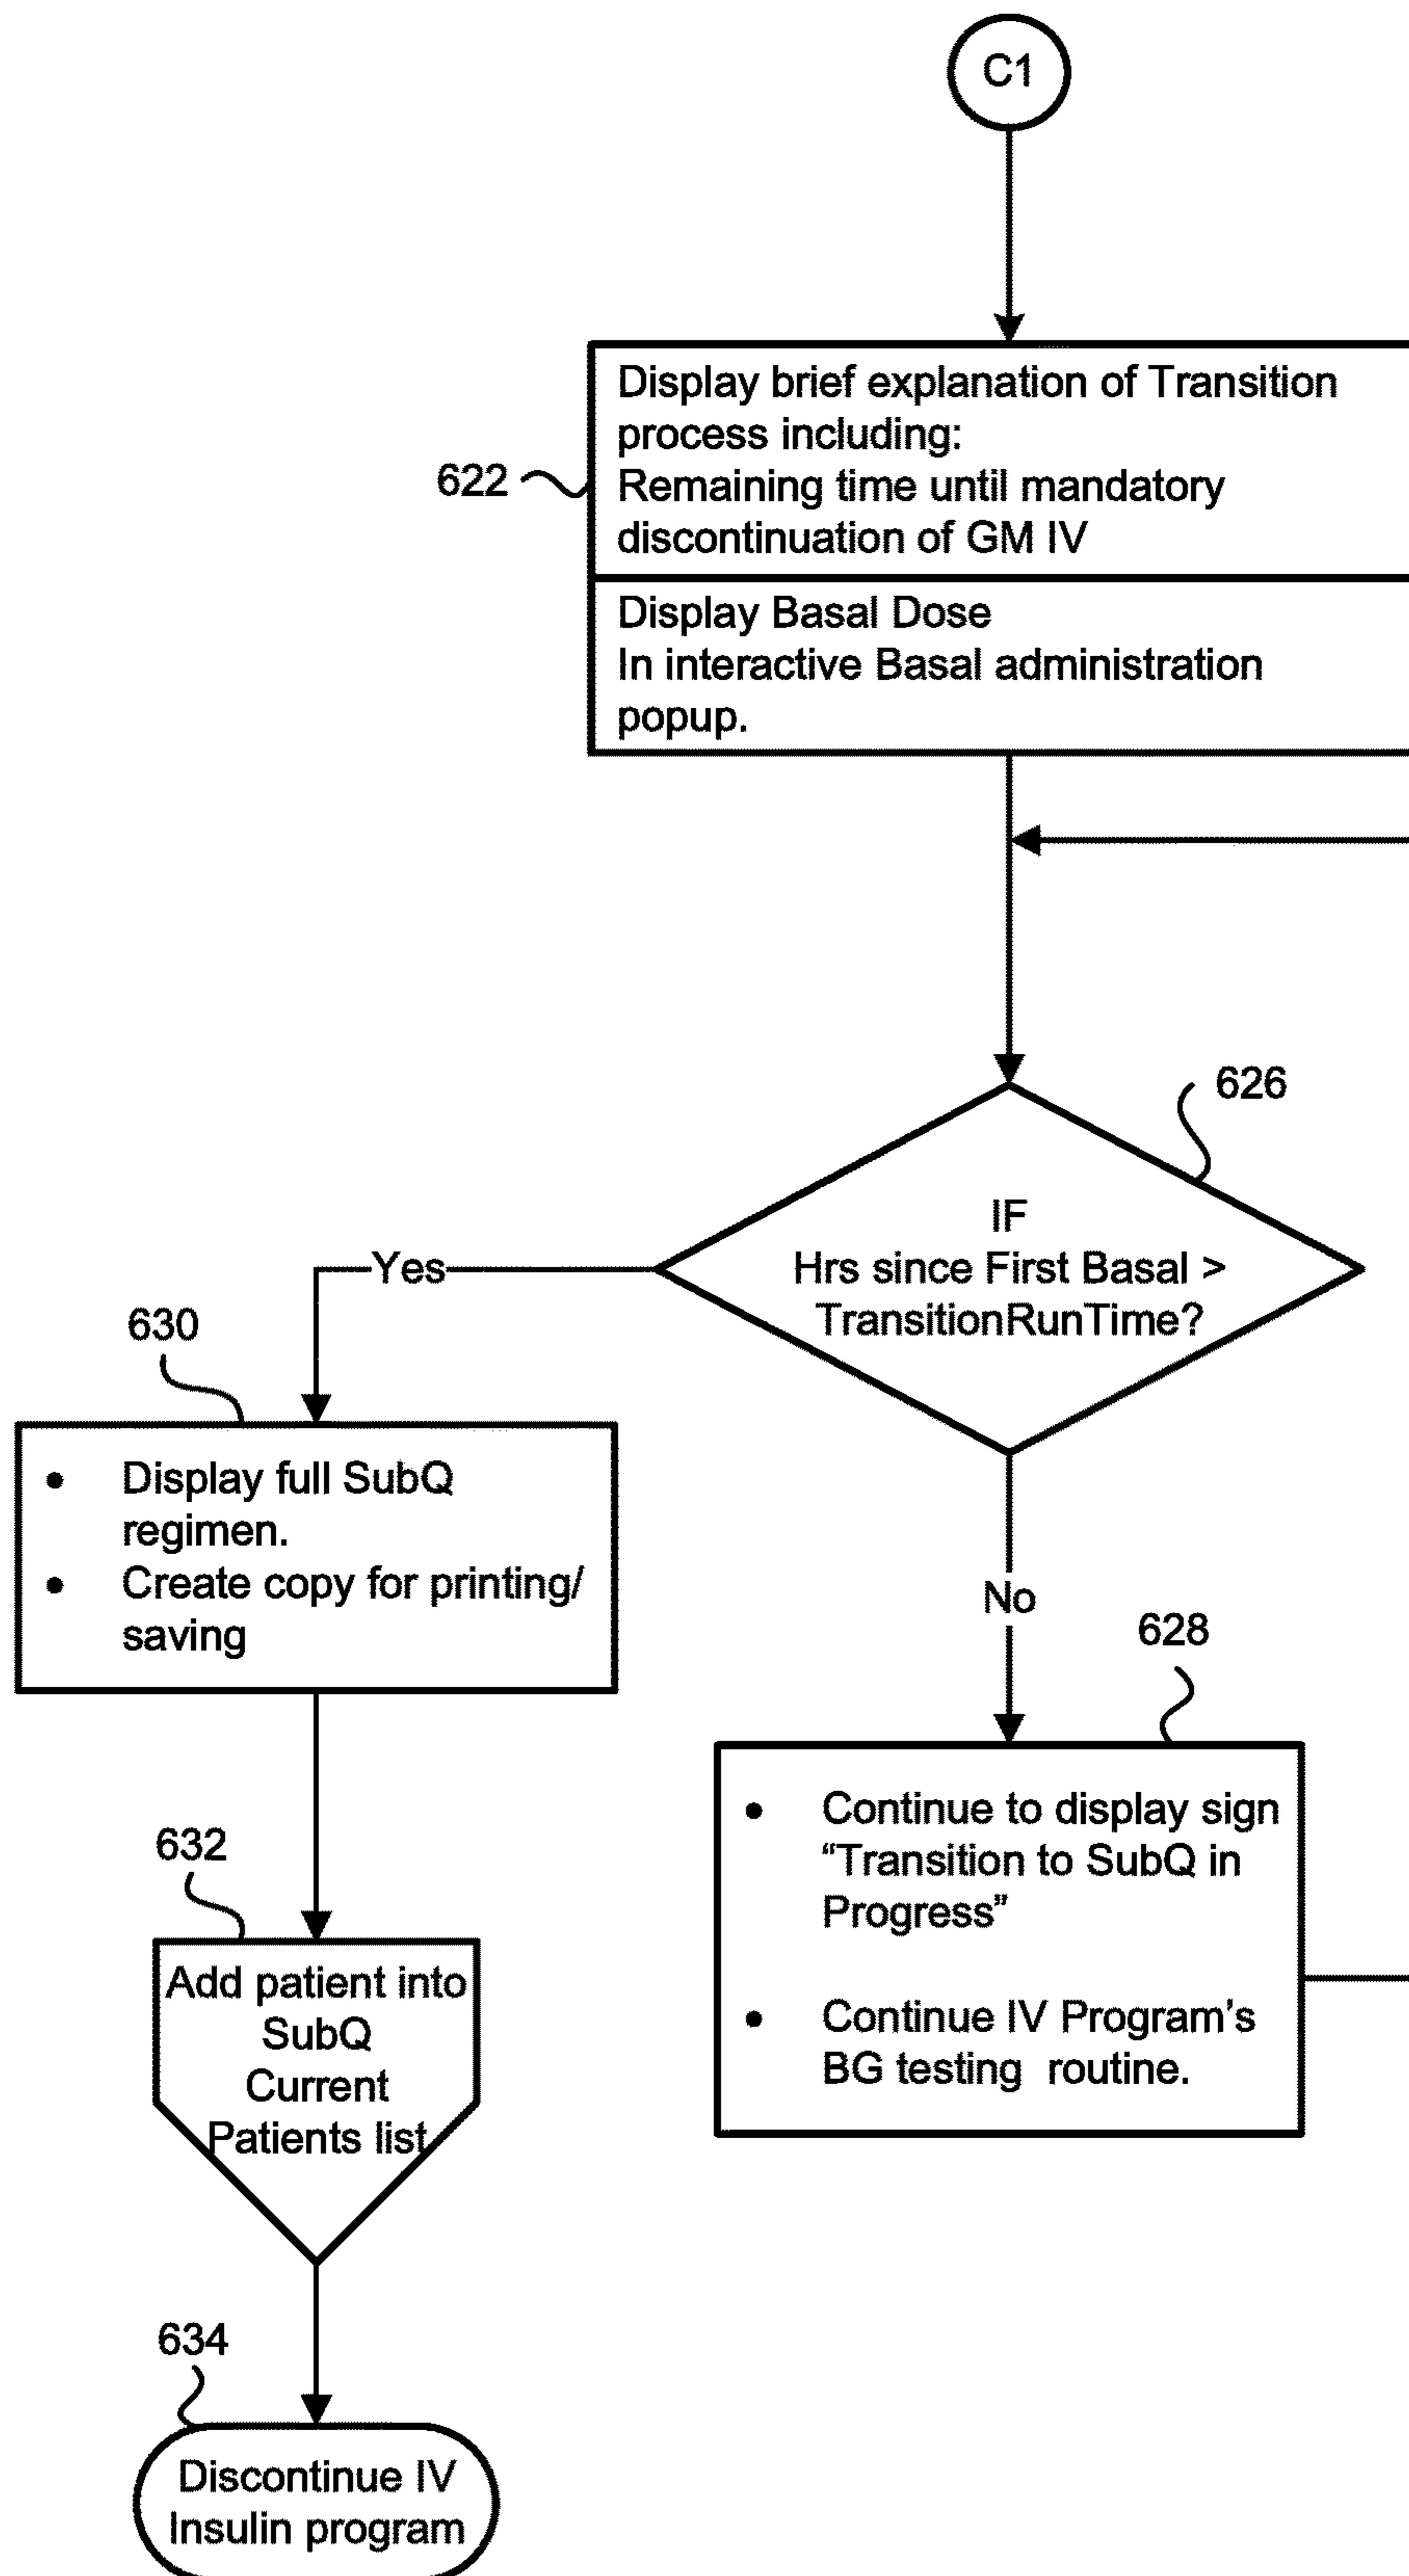 C1
Display brief explanation of Transition
process including:
Remaining time until mandatory
discontinuation of GM IV
622
Display Basal Dose
In interactive Basal administration
popup.
626
IF
Hrs since First Basal >
TransitionRunTime?
Yes
630
• Display full SubQ
regimen.
• Create copy for printing/
saving
No
628
• Continue to display sign
“Transition to SubQ in
Progress”
• Continue IV Program’s
BG testing routine.
632
Add patient into
SubQ
Current
Patients list
634
Discontinue IV
Insulin program